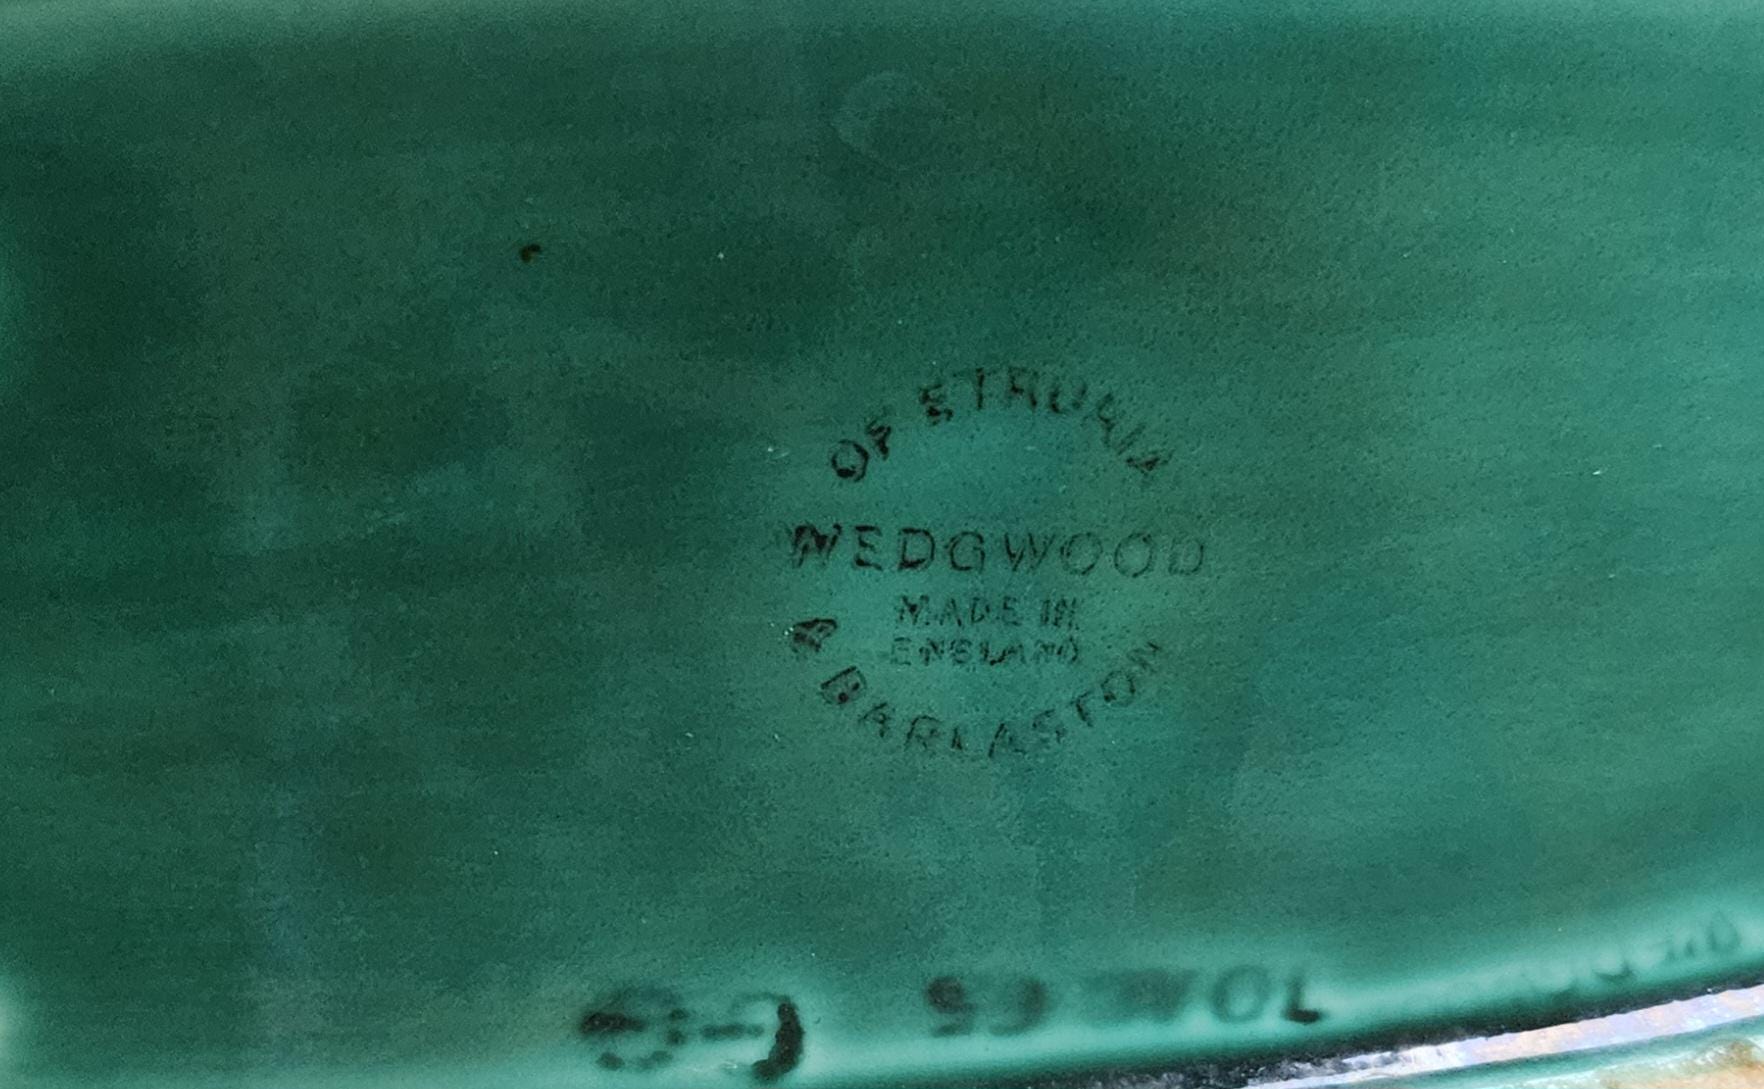 OF ETRURIA
WEDGWOOD
MADE IN
ENGLAND
& BARLASTON